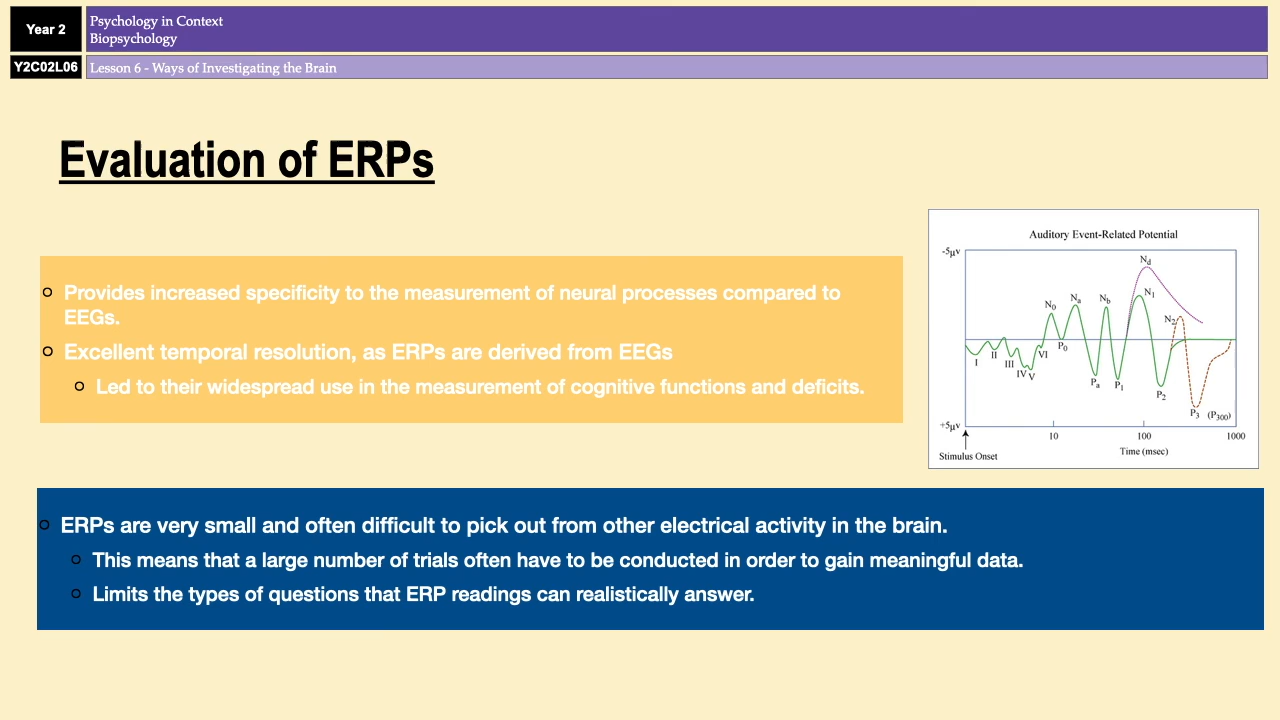 Year 2
Psychology in Context
Biopsychology
Y2C02L06
Lesson 6 - Ways of Investigating the Brain
Evaluation of ERPs
Provides increased specificity to the measurement of neural processes compared to
EEGs.
Excellent temporal resolution, as ERPs are derived from EEGs
Led to their widespread use in the measurement of cognitive functions and deficits.
Auditory Event-Related Potential
-5μv
Nd
N0
Na
Nb
N1
N2
I
II
III
IV
V
VI
P0
Pa
P1
P2
P3
(P300)
+5μv
10
100
1000
Time (msec)
Stimulus Onset
ERPs are very small and often difficult to pick out from other electrical activity in the brain.
This means that a large number of trials often have to be conducted in order to gain meaningful data.
Limits the types of questions that ERP readings can realistically answer.